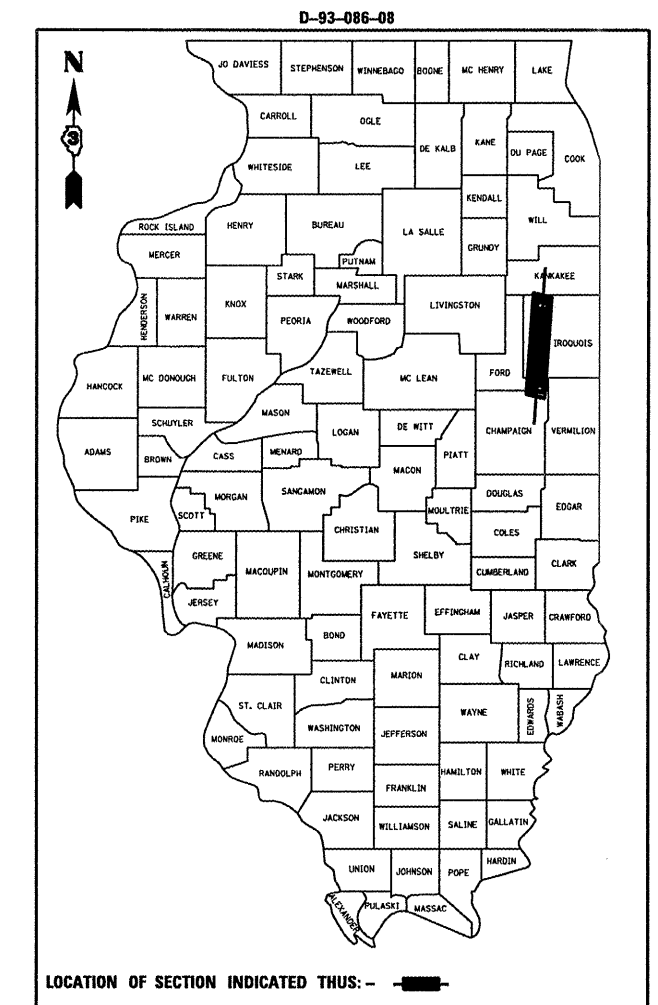 D-93-086-08
N
3
JO DAVIESS
STEPHENSON
WINNEBAGO
BOONE
MC HENRY
LAKE
CARROLL
OGLE
DE KALB
KANE
DU PAGE
COOK
WHITESIDE
LEE
KENDALL
WILL
ROCK ISLAND
HENRY
BUREAU
LA SALLE
GRUNDY
MERCER
PUTNAM
STARK
MARSHALL
KANKAKEE
HENDERSON
WARREN
KNOX
PEORIA
WOODFORD
LIVINGSTON
IROQUOIS
HANCOCK
MC DONOUGH
FULTON
TAZEWELL
MC LEAN
FORD
MASON
SCHUYLER
LOGAN
DE WITT
CHAMPAIGN
VERMILION
ADAMS
BROWN
CASS
MENARD
PIATT
MACON
MORGAN
SANGAMON
DOUGLAS
EDGAR
PIKE
SCOTT
CHRISTIAN
MOULTRIE
COLES
GREENE
MACOUPIN
MONTGOMERY
SHELBY
CUMBERLAND
CLARK
CALHOUN
JERSEY
FAYETTE
EFFINGHAM
JASPER
CRAWFORD
MADISON
BOND
CLAY
RICHLAND
LAWRENCE
CLINTON
MARION
ST. CLAIR
WAYNE
EDWARDS
WABASH
WASHINGTON
JEFFERSON
MONROE
RANDOLPH
PERRY
HAMILTON
WHITE
FRANKLIN
JACKSON
WILLIAMSON
SALINE
GALLATIN
UNION
JOHNSON
POPE
HARDIN
ALEXANDER
PULASKI
MASSAC
LOCATION OF SECTION INDICATED THUS: -